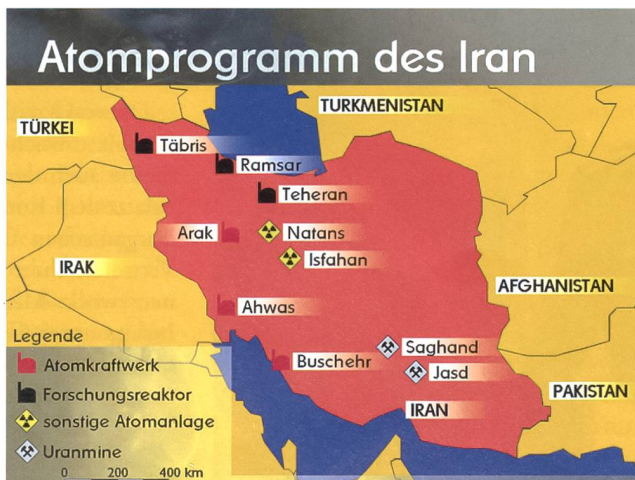 Atomprogramm des Iran
TURKMENISTAN
TÜRKEI
Täbris
Ramsar
Teheran
Arak
Natans
Isfahan
IRAK
AFGHANISTAN
Ahwas
Legende
Saghand
Atomkraftwerk
Buschehr
Jasd
Forschungsreaktor
PAKISTAN
IRAN
sonstige Atomanlage
Uranmine
0 200 400 km